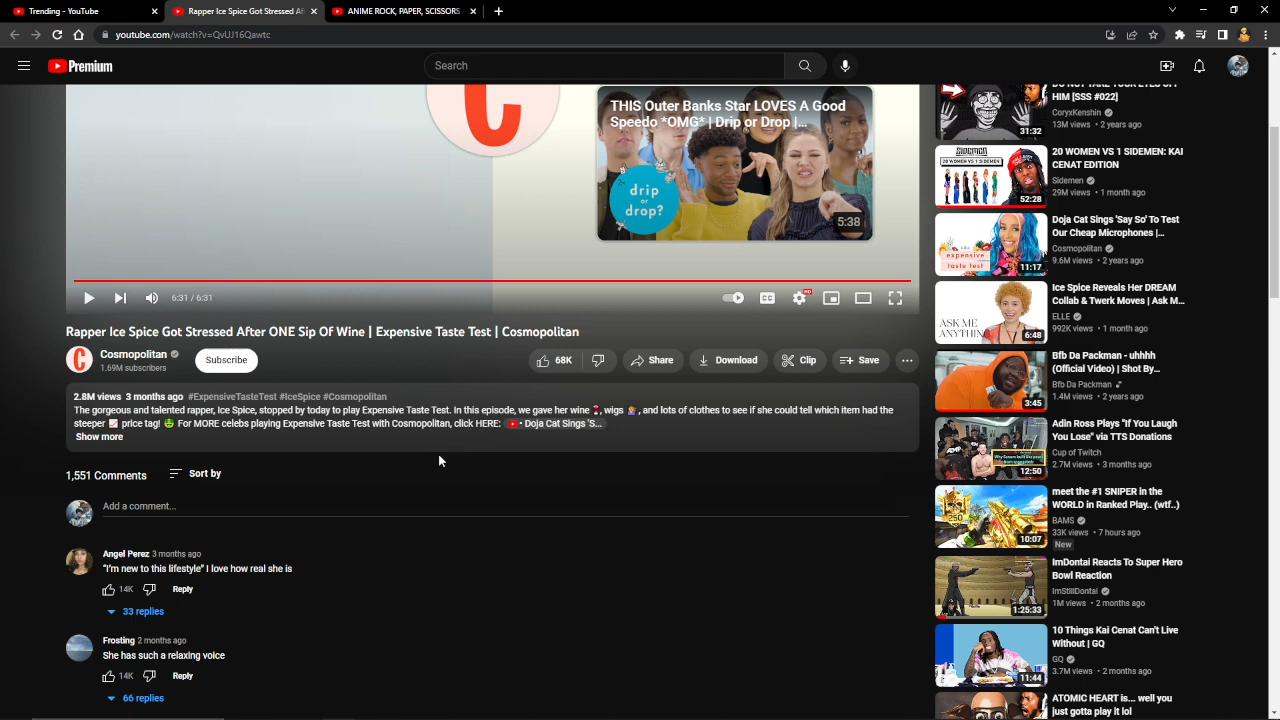 Trending - YouTube
Rapper Ice Spice Got Stressed Af
ANIME ROCK, PAPER, SCISSORS
youtube.com/watch?v=QvUJ16Qawtc
Premium
Search
THIS Outer Banks Star LOVES A Good
Speedo *OMG* | Drip or Drop |...
drip
or
drop?
5:38
6:31 / 6:31
CC
HD
Rapper Ice Spice Got Stressed After ONE Sip Of Wine | Expensive Taste Test | Cosmopolitan
Cosmopolitan
1.69M subscribers
Subscribe
68K
Share
Download
Clip
Save
2.8M views 3 months ago #ExpensiveTasteTest #IceSpice #Cosmopolitan
The gorgeous and talented rapper, Ice Spice, stopped by today to play Expensive Taste Test. In this episode, we gave her wine 🍷, wigs 💇, and lots of clothes to see if she could tell which item had the
steeper 📈 price tag! 🤑 For MORE celebs playing Expensive Taste Test with Cosmopolitan, click HERE: • Doja Cat Sings 'S...
Show more
1,551 Comments
Sort by
Add a comment...
Angel Perez 3 months ago
"I'm new to this lifestyle" I love how real she is
14K
Reply
33 replies
Frosting 2 months ago
She has such a relaxing voice
14K
Reply
66 replies
HIM [SSS #022]
CoryxKenshin
13M views • 2 years ago
31:32
SIDEMEN
20 WOMEN VS 1 SIDEMEN
52:28
20 WOMEN VS 1 SIDEMEN: KAI
CENAT EDITION
Sidemen
29M views • 1 month ago
expensive
taste test
11:17
Doja Cat Sings 'Say So' To Test
Our Cheap Microphones |...
Cosmopolitan
9.6M views • 2 years ago
ASK ME
ANYTHING
6:48
Ice Spice Reveals Her DREAM
Collab & Twerk Moves | Ask M...
ELLE
992K views • 1 month ago
3:45
Bfb Da Packman - uhhhh
(Official Video) | Shot By...
Bfb Da Packman
1.4M views • 2 years ago
12:50
Adin Ross Plays "If You Laugh
You Lose" via TTS Donations
Cup of Twitch
2.7M views • 3 months ago
250
10:07
meet the #1 SNIPER in the
WORLD in Ranked Play.. (wtf..)
BAMS
33K views • 7 hours ago
New
1:25:33
ImDontai Reacts To Super Hero
Bowl Reaction
ImStillDontai
1M views • 2 months ago
11:44
10 Things Kai Cenat Can't Live
Without | GQ
GQ
3.7M views • 2 months ago
ATOMIC HEART is... well you
just gotta play it lol